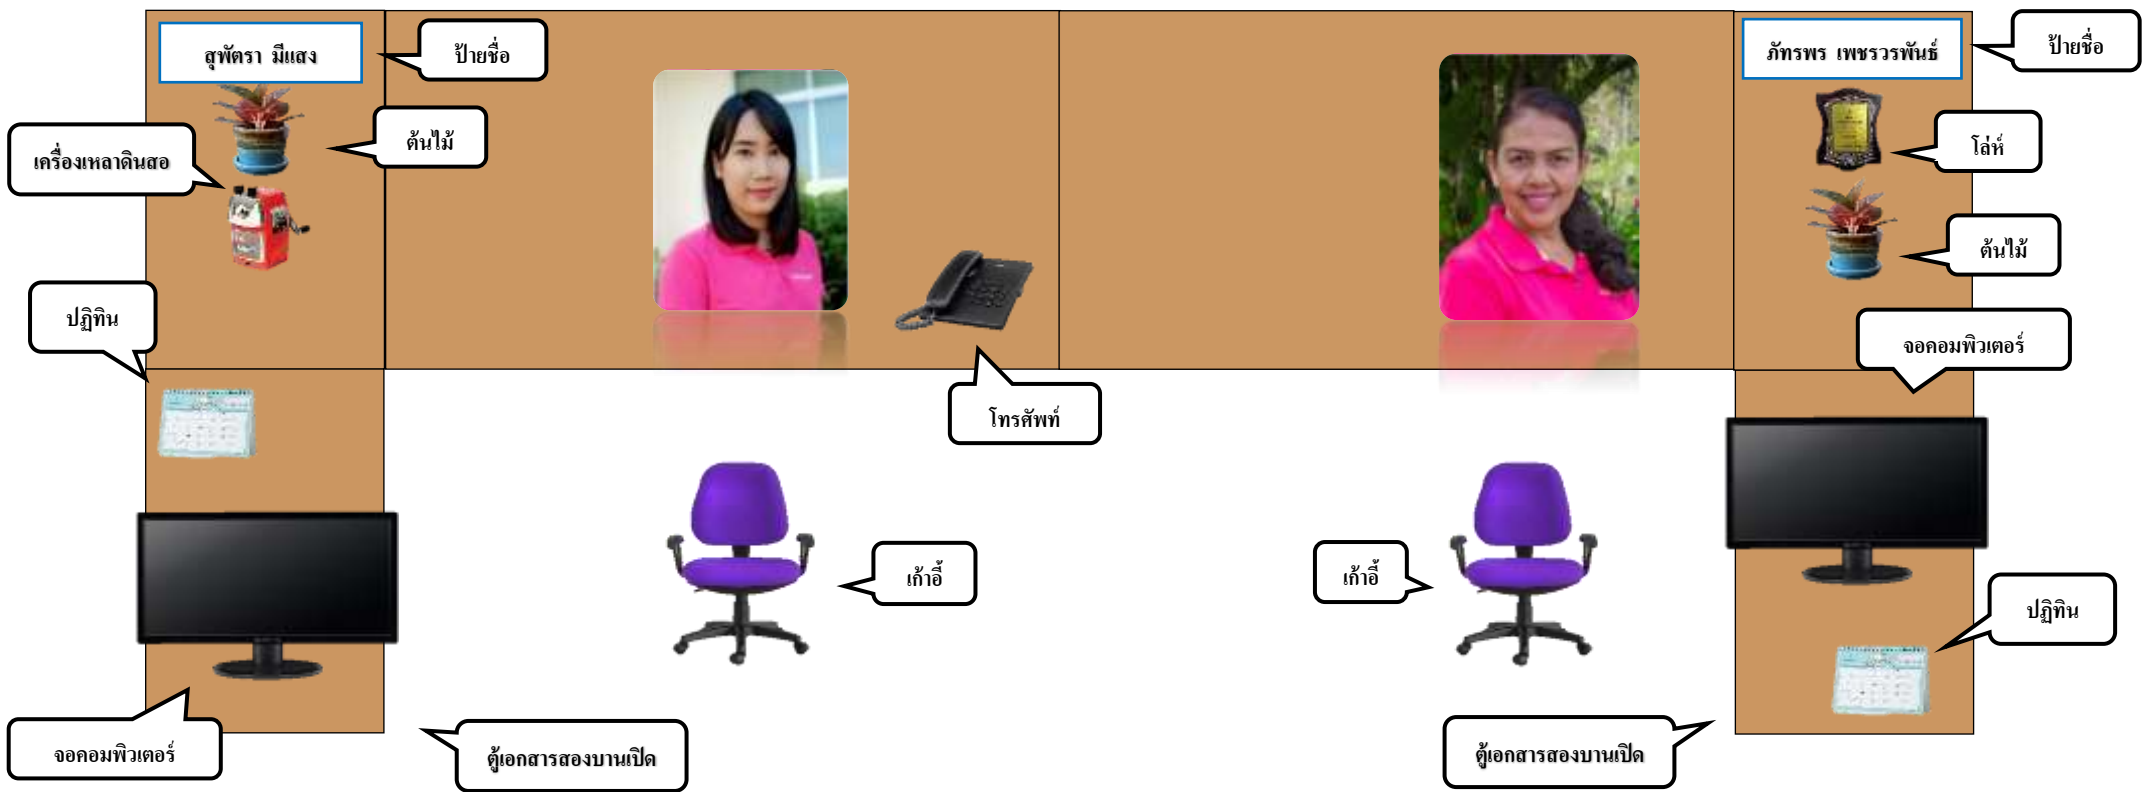 สุพัตรา มีแสง
ป้ายชื่อ
ภัทรพร เพชรวรพันธ์
ป้ายชื่อ
เครื่องเหลาดินสอ
ต้นไม้
โล่ห์
ต้นไม้
ปฏิทิน
จอคอมพิวเตอร์
โทรศัพท์
เก้าอี้
เก้าอี้
ปฏิทิน
จอคอมพิวเตอร์
ตู้เอกสารสองบานเปิด
ตู้เอกสารสองบานเปิด